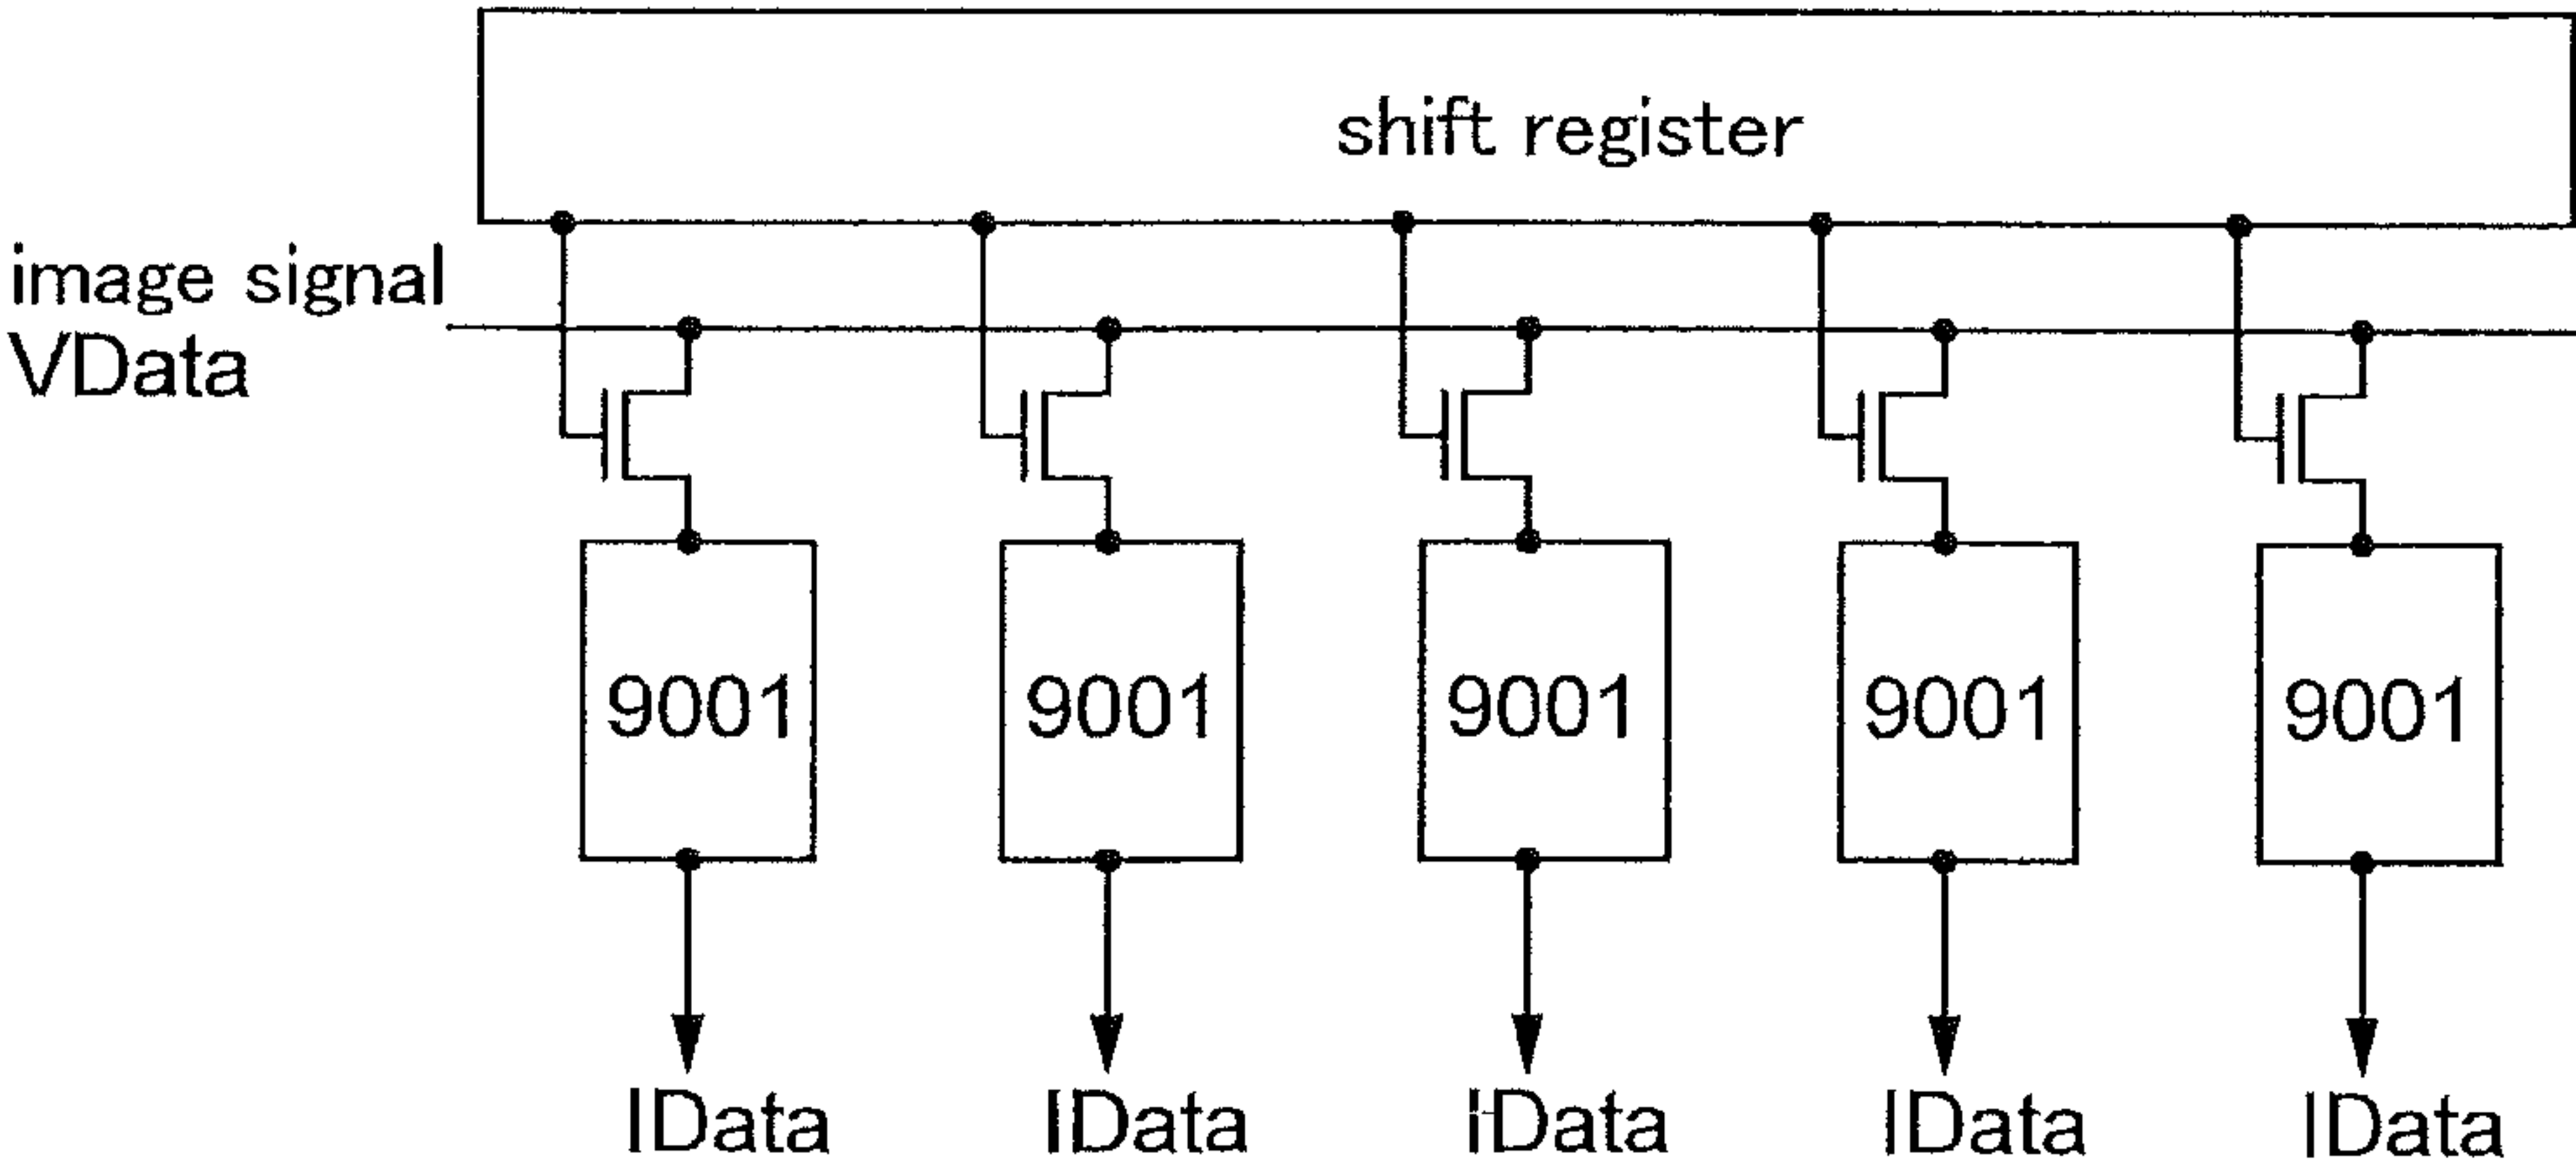 shift register
image signal
VData
9001 9001 9001 9001 9001
IData IData IData IData IData